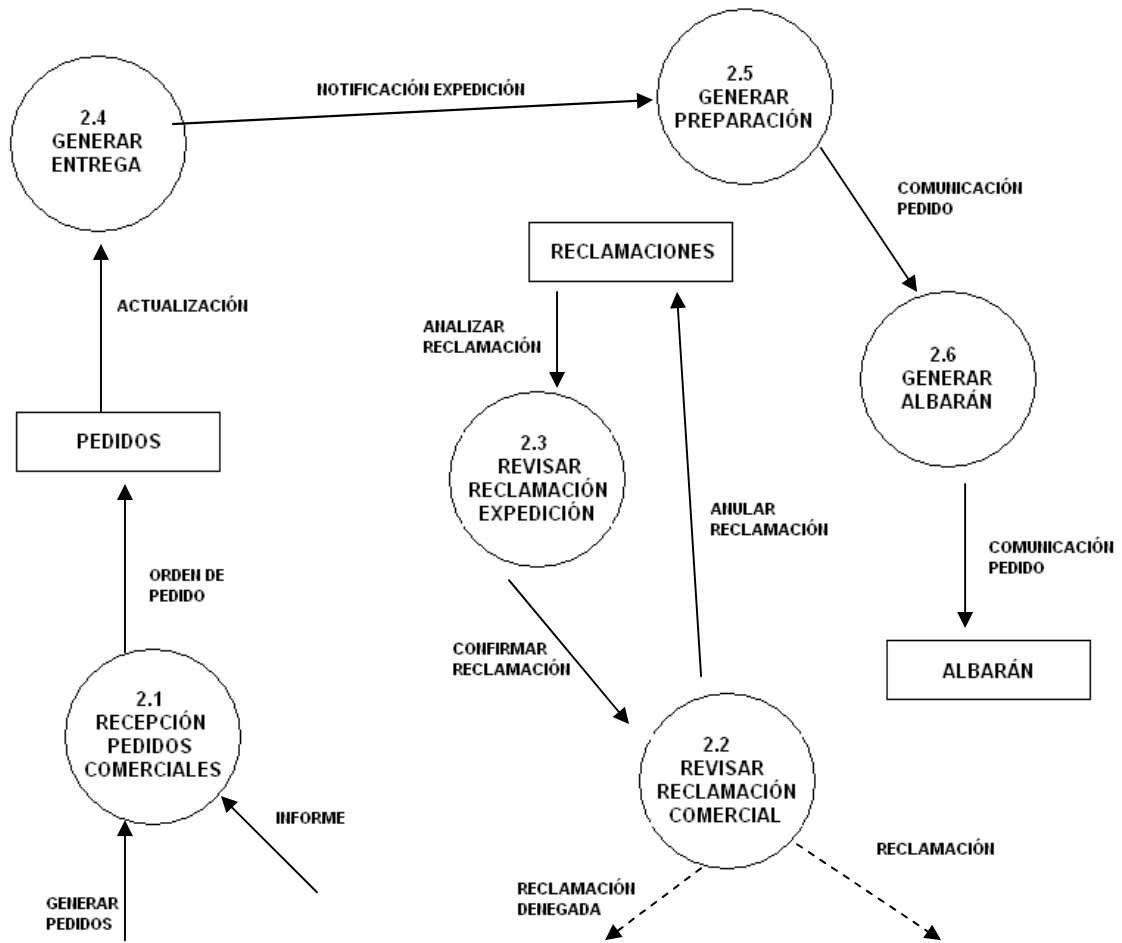 2.4
GENERAR
ENTREGA
NOTIFICACIÓN EXPEDICIÓN
2.5
GENERAR
PREPARACIÓN
COMUNICACIÓN
PEDIDO
RECLAMACIONES
ACTUALIZACIÓN
ANALIZAR
RECLAMACIÓN
2.6
GENERAR
ALBARÁN
PEDIDOS
2.3
REVISAR
RECLAMACIÓN
EXPEDICIÓN
ANULAR
RECLAMACIÓN
COMUNICACIÓN
PEDIDO
ORDEN DE
PEDIDO
CONFIRMAR
RECLAMACIÓN
ALBARÁN
2.1
RECEPCIÓN
PEDIDOS
COMERCIALES
2.2
REVISAR
RECLAMACIÓN
COMERCIAL
INFORME
RECLAMACIÓN
RECLAMACIÓN
DENEGADA
GENERAR
PEDIDOS